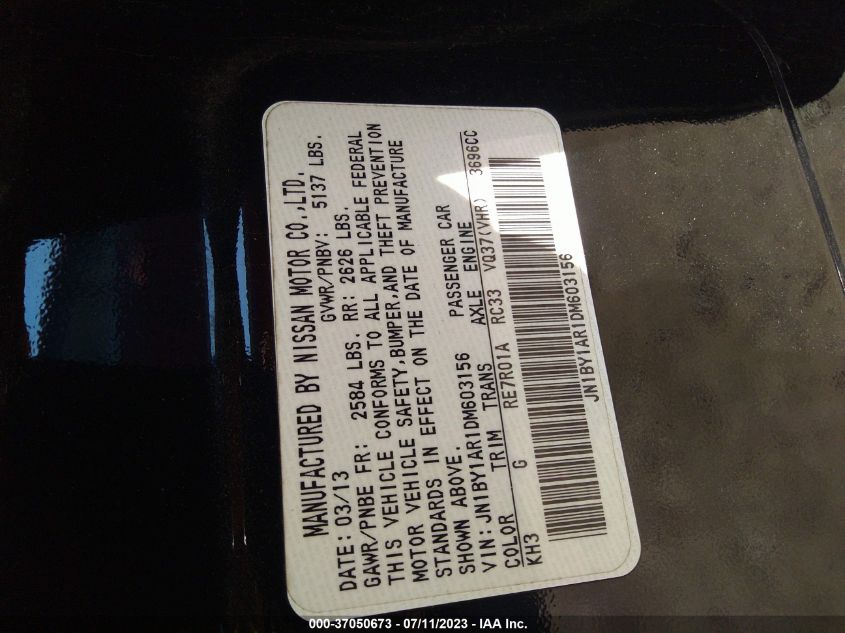 MANUFACTURED BY NISSAN MOTOR CO.,LTD.
DATE: 03/13 GVWR/PNBV: 5137 LBS.
GAWR/PNBE FR: 2584 LBS. RR: 2626 LBS.
THIS VEHICLE CONFORMS TO ALL APPLICABLE FEDERAL
MOTOR VEHICLE SAFETY,BUMPER,AND THEFT PREVENTION
STANDARDS IN EFFECT ON THE DATE OF MANUFACTURE
SHOWN ABOVE.
VIN: JN1BY1AR1DM603156 PASSENGER CAR
COLOR TRIM TRANS AXLE ENGINE
KH3 G RE7R01A RC33 VQ37(VHR) 3696CC
JN1BY1AR1DM603156
000-37050673 - 07/11/2023 - IAA Inc.